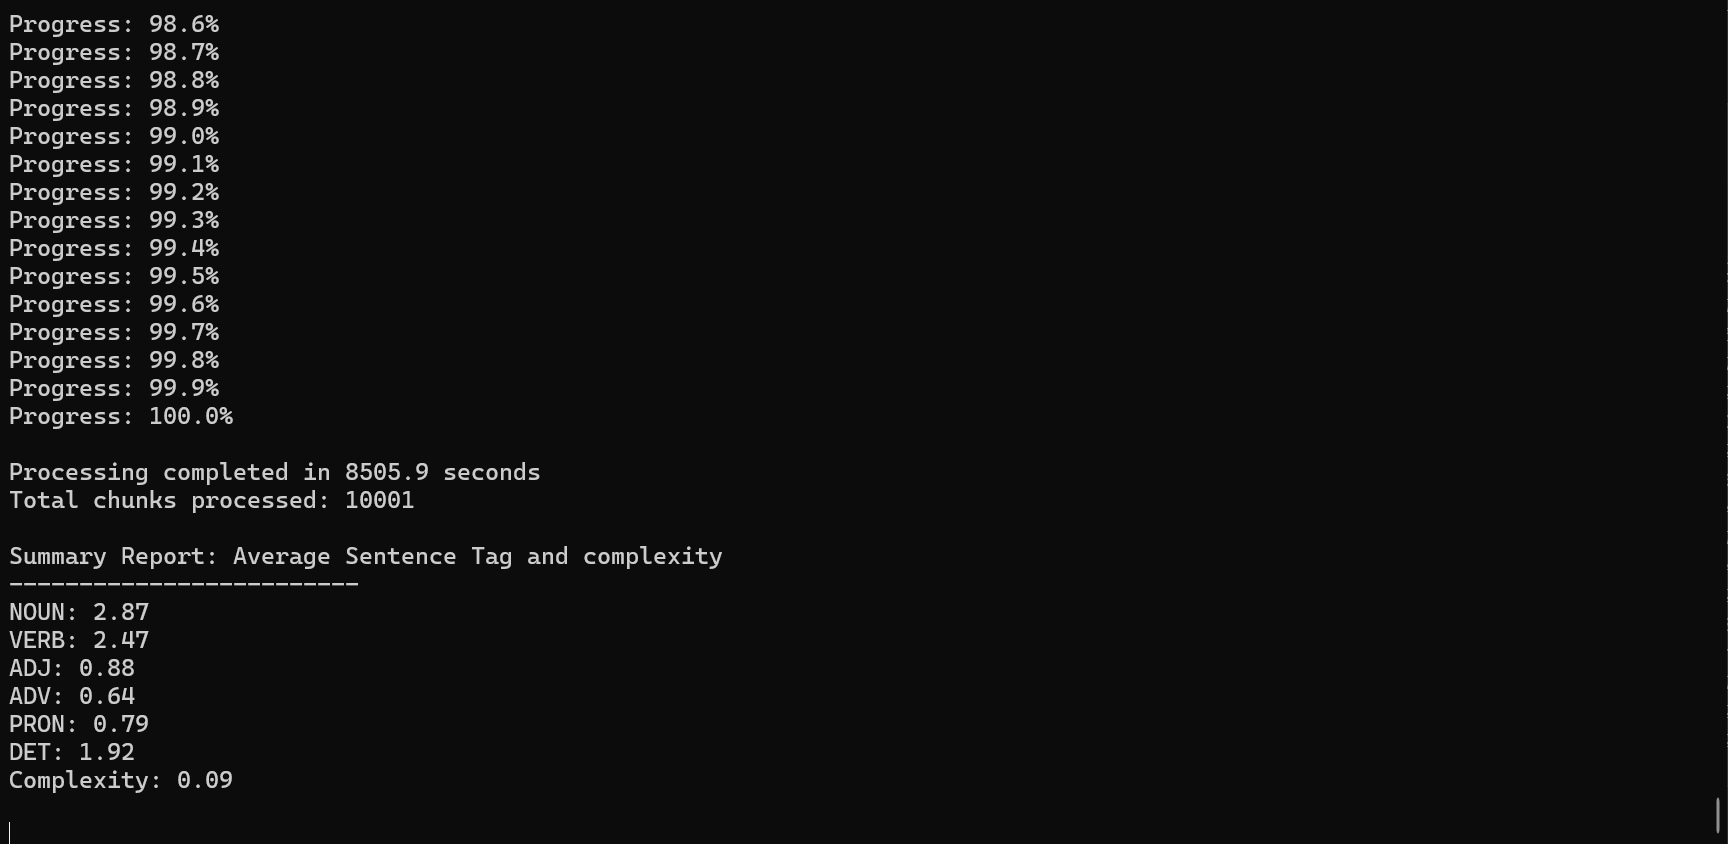 Progress: 98.6%
Progress: 98.7%
Progress: 98.8%
Progress: 98.9%
Progress: 99.0%
Progress: 99.1%
Progress: 99.2%
Progress: 99.3%
Progress: 99.4%
Progress: 99.5%
Progress: 99.6%
Progress: 99.7%
Progress: 99.8%
Progress: 99.9%
Progress: 100.0%
Processing completed in 8505.9 seconds
Total chunks processed: 10001
Summary Report: Average Sentence Tag and complexity
-------------------------
NOUN: 2.87
VERB: 2.47
ADJ: 0.88
ADV: 0.64
PRON: 0.79
DET: 1.92
Complexity: 0.09